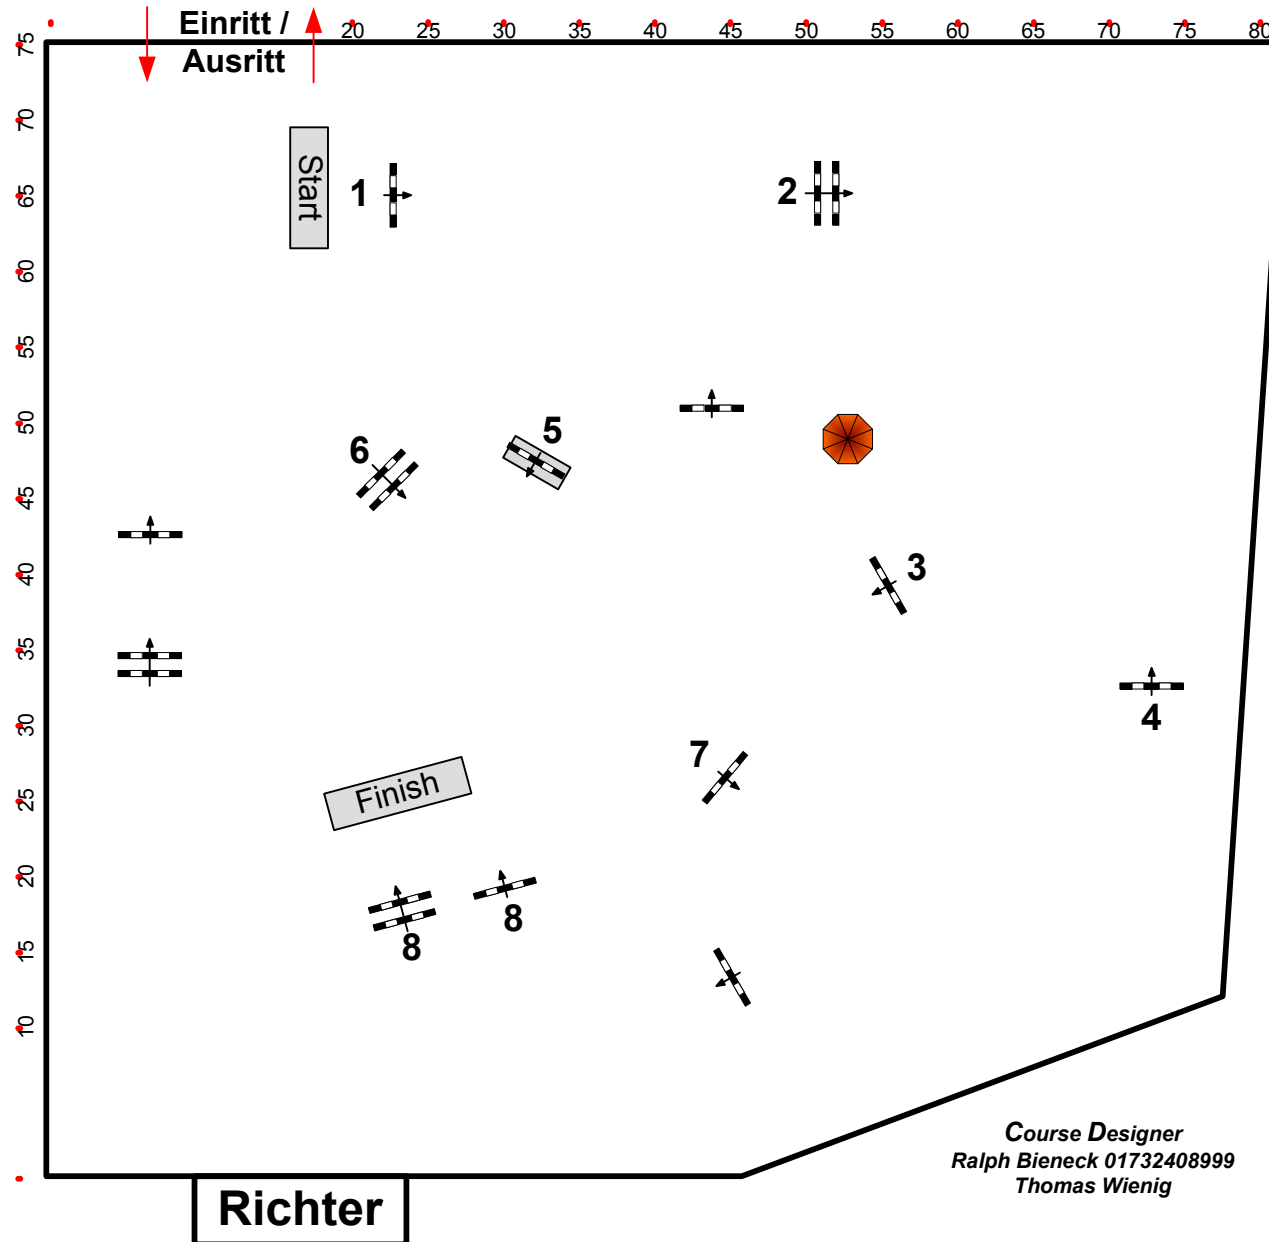 Einritt /
Ausritt
20 25 30 35 40 45 50 55 60 65 70 75 80
75
70
65
60
55
50
45
40
35
30
25
20
15
10
Start
1
2
5
6
3
4
7
Finish
8
8
Course Designer
Ralph Bieneck 01732408999
Thomas Wienig
Richter